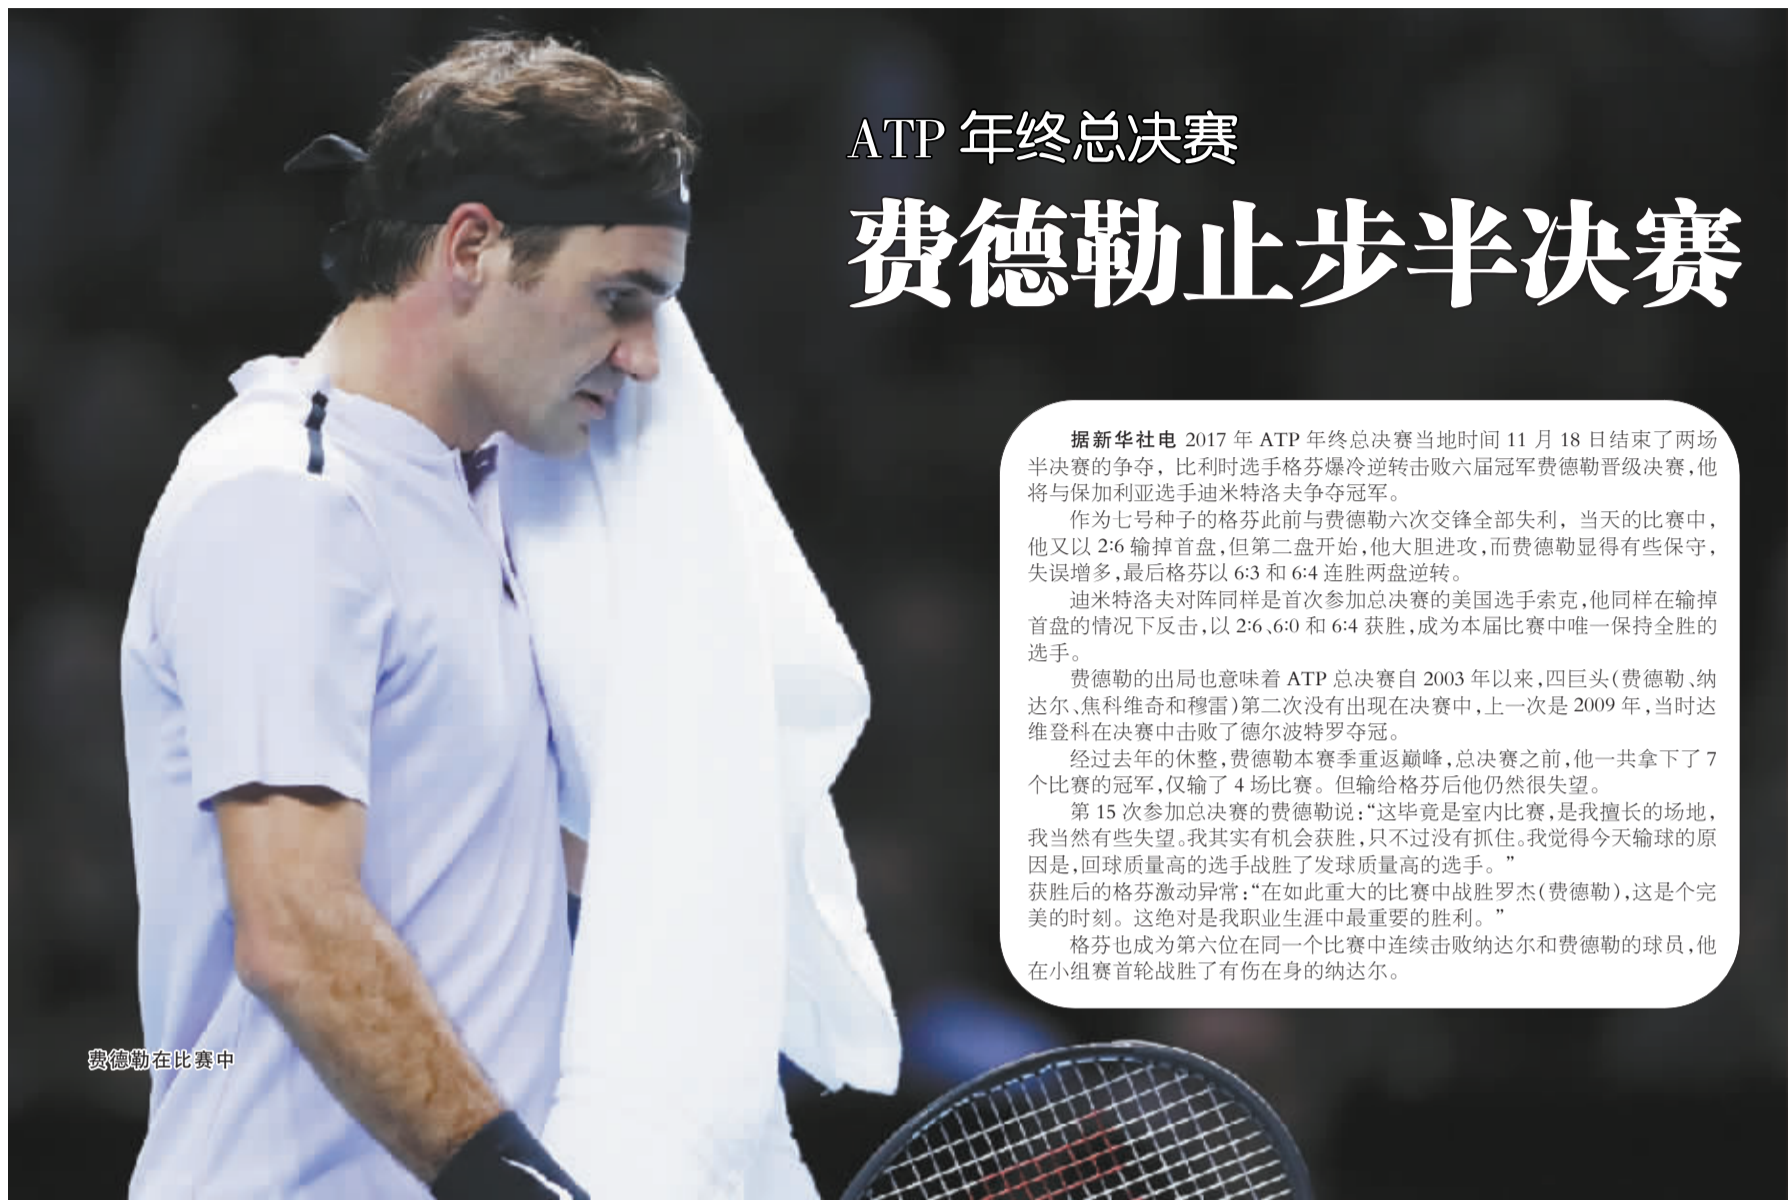 ATP 年终总决赛
费德勒止步半决赛
据新华社电 2017 年 ATP 年终总决赛当地时间 11 月 18 日结束了两场
半决赛的争夺，比利时选手格芬爆冷逆转击败六届冠军费德勒晋级决赛，他
将与保加利亚选手迪米特洛夫争夺冠军。
作为七号种子的格芬此前与费德勒六次交锋全部失利，当天的比赛中，
他又以 2:6 输掉首盘，但第二盘开始，他大胆进攻，而费德勒显得有些保守，
失误增多，最后格芬以 6:3 和 6:4 连胜两盘逆转。
迪米特洛夫对阵同样是首次参加总决赛的美国选手索克，他同样在输掉
首盘的情况下反击，以 2:6、6:0 和 6:4 获胜，成为本届比赛中唯一保持全胜的
选手。
费德勒的出局也意味着 ATP 总决赛自 2003 年以来，四巨头（费德勒、纳
达尔、焦科维奇和穆雷）第二次没有出现在决赛中，上一次是 2009 年，当时达
维登科在决赛中击败了德尔波特罗夺冠。
经过去年的休整，费德勒本赛季重返巅峰，总决赛之前，他一共拿下了 7
个比赛的冠军，仅输了 4 场比赛。但输给格芬后他仍然很失望。
第 15 次参加总决赛的费德勒说：“这毕竟是室内比赛，是我擅长的场地，
我当然有些失望。我其实有机会获胜，只不过没有抓住。我觉得今天输球的原
因是，回球质量高的选手战胜了发球质量高的选手。”
获胜后的格芬激动异常：“在如此重大的比赛中战胜罗杰（费德勒），这是个完
美的时刻。这绝对是我职业生涯中最重要的胜利。”
格芬也成为第六位在同一个比赛中连续击败纳达尔和费德勒的球员，他
在小组赛首轮战胜了有伤在身的纳达尔。
费德勒在比赛中